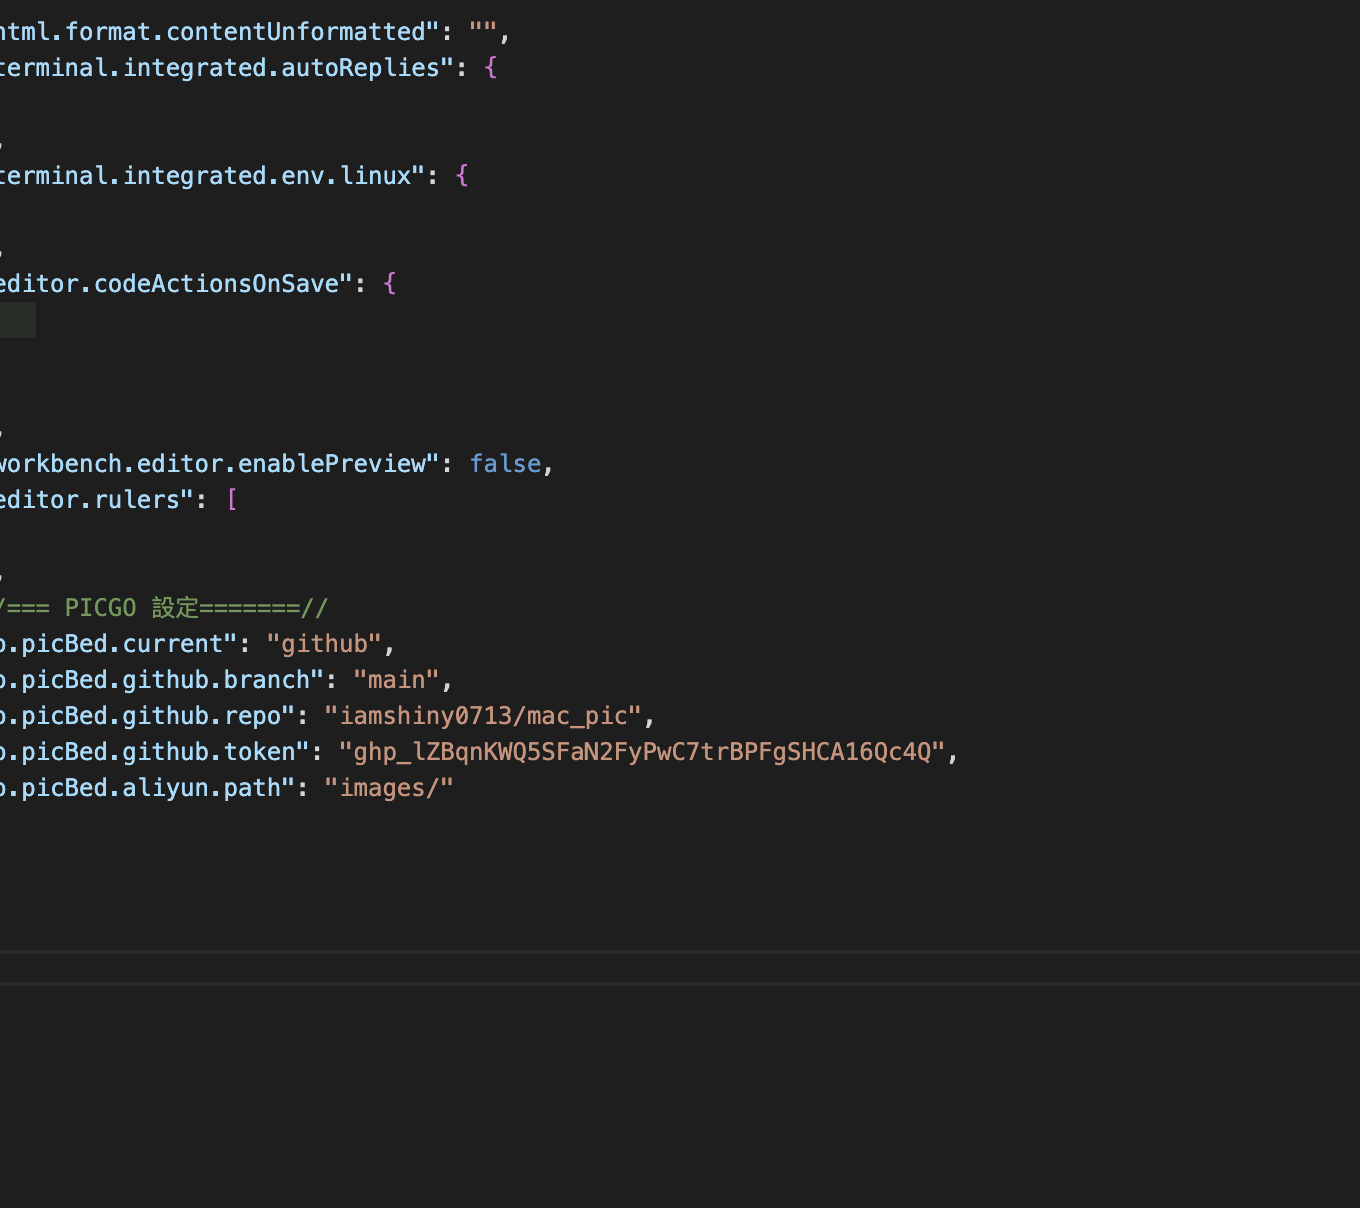 html.format.contentUnformatted": "",
terminal.integrated.autoReplies": {
,
terminal.integrated.env.linux": {
,
editor.codeActionsOnSave": {
,
workbench.editor.enablePreview": false,
editor.rulers": [
,
/=== PICGO 設定=======//
o.picBed.current": "github",
o.picBed.github.branch": "main",
o.picBed.github.repo": "iamshiny0713/mac_pic",
o.picBed.github.token": "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",
o.picBed.aliyun.path": "images/"